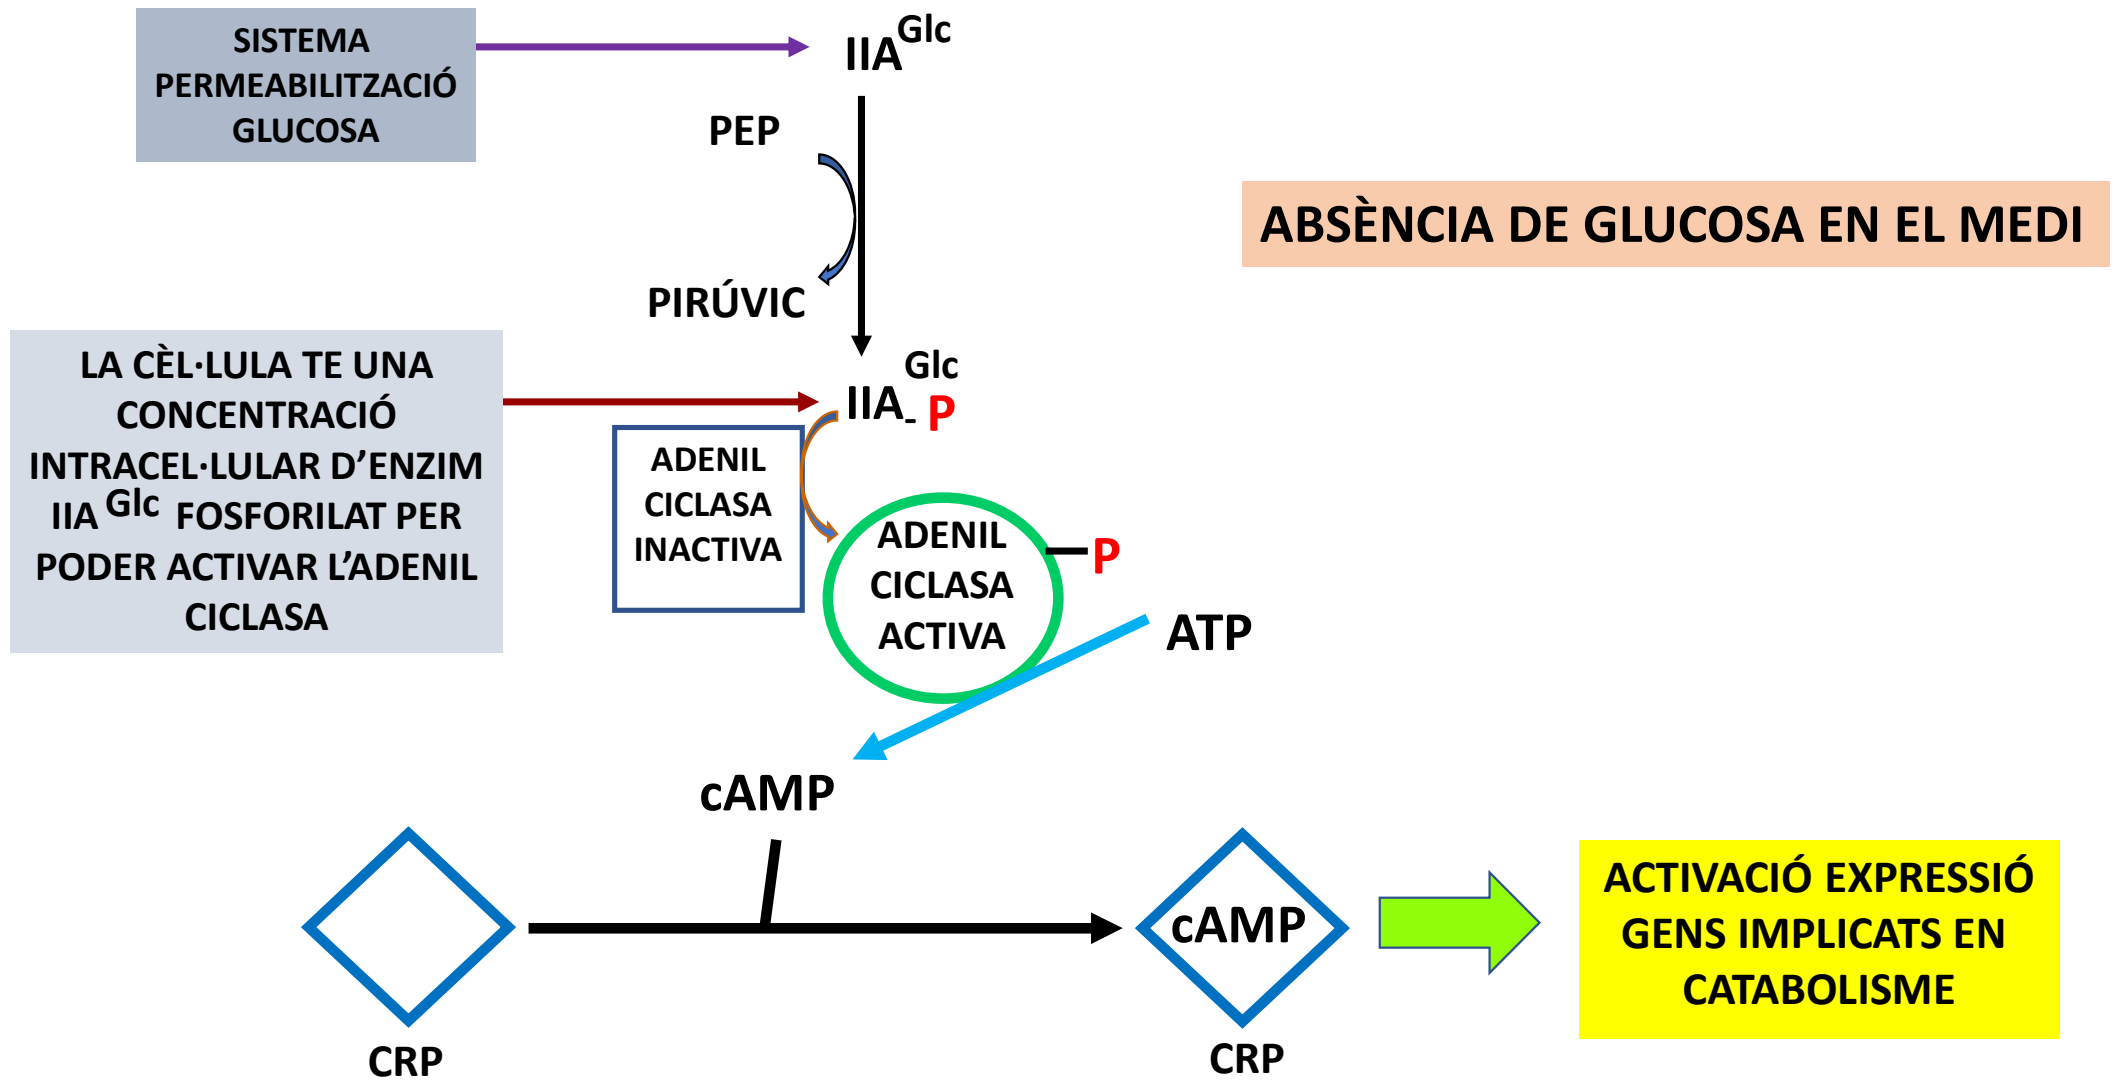 SISTEMA
PERMEABILITZACIÓ
GLUCOSA
IIA Glc
PEP
PIRÚVIC
ABSÈNCIA DE GLUCOSA EN EL MEDI
LA CÈL·LULA TE UNA
CONCENTRACIÓ
INTRACEL·LULAR D’ENZIM
IIA Glc FOSFORILAT PER
PODER ACTIVAR L’ADENIL
CICLASA
Glc
IIA - P
ADENIL
CICLASA
INACTIVA
ADENIL
CICLASA
ACTIVA
P
ATP
cAMP
CRP
cAMP
CRP
ACTIVACIÓ EXPRESSIÓ
GENS IMPLICATS EN
CATABOLISME